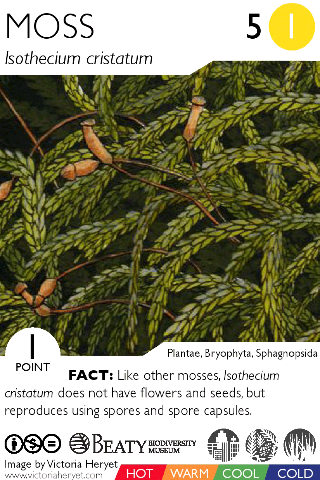 MOSS
5 1
Isothecium cristatum
1
POINT
Plantae, Bryophyta, Sphagnopsida
FACT: Like other mosses, Isothecium
cristatum does not have flowers and seeds, but
reproduces using spores and spore capsules.
BEATY BIODIVERSITY MUSEUM
Image by Victoria Heryet
www.victoriaheryet.com
HOT WARM COOL COLD